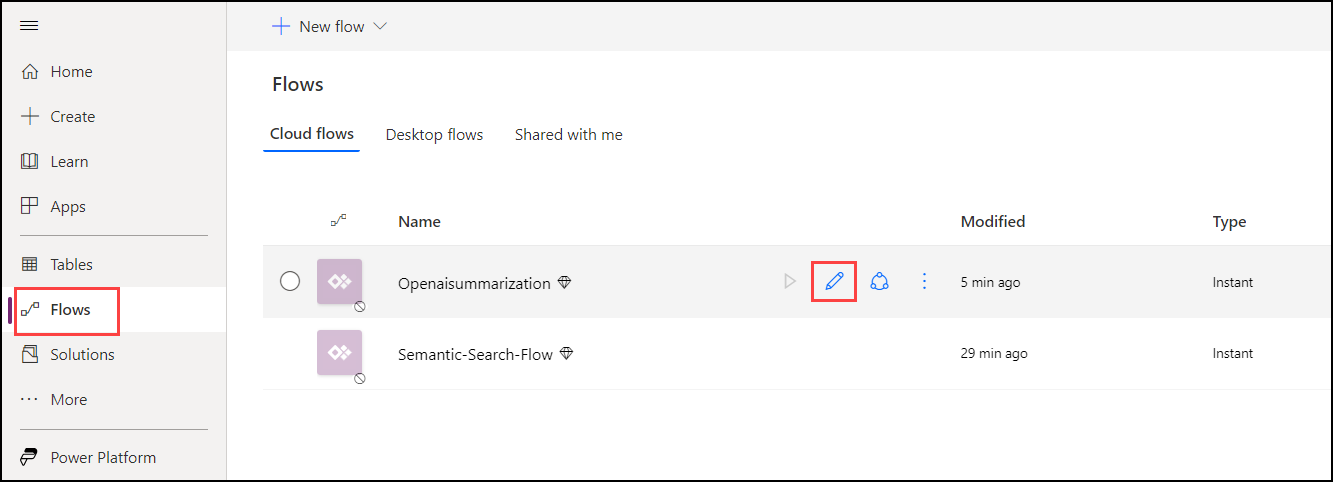 New flow
Home
Create
Learn
Apps
Tables
Flows
Solutions
More
Power Platform
Flows
Cloud flows Desktop flows Shared with me
Name Modified Type
Openaisummarization 5 min ago Instant
Semantic-Search-Flow 29 min ago Instant